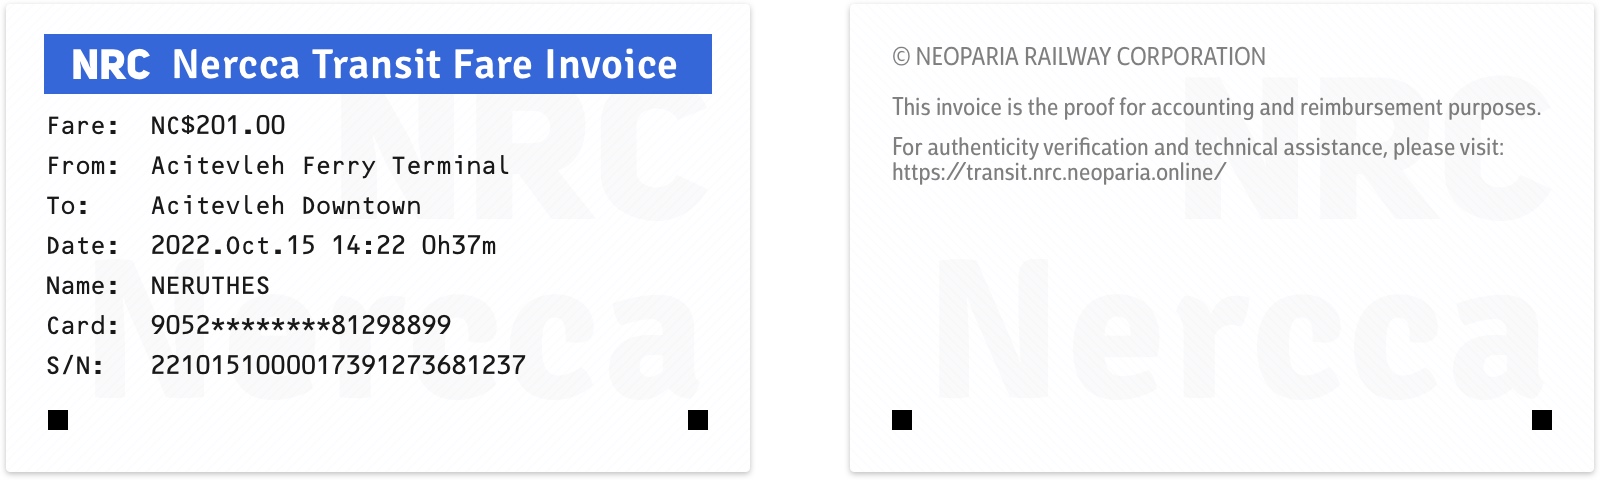 NRC Nercca Transit Fare Invoice
Fare: NC$201.00
From: Acitevleh Ferry Terminal
To: Acitevleh Downtown
Date: 2022.Oct.15 14:22 0h37m
Name: NERUTHES
Card: 9052********81298899
S/N: 2210151000017391273681237
NRC
Nercca
© NEOPARIA RAILWAY CORPORATION
This invoice is the proof for accounting and reimbursement purposes.
For authenticity verification and technical assistance, please visit:
https://transit.nrc.neoparia.online/
NRC
Nercca